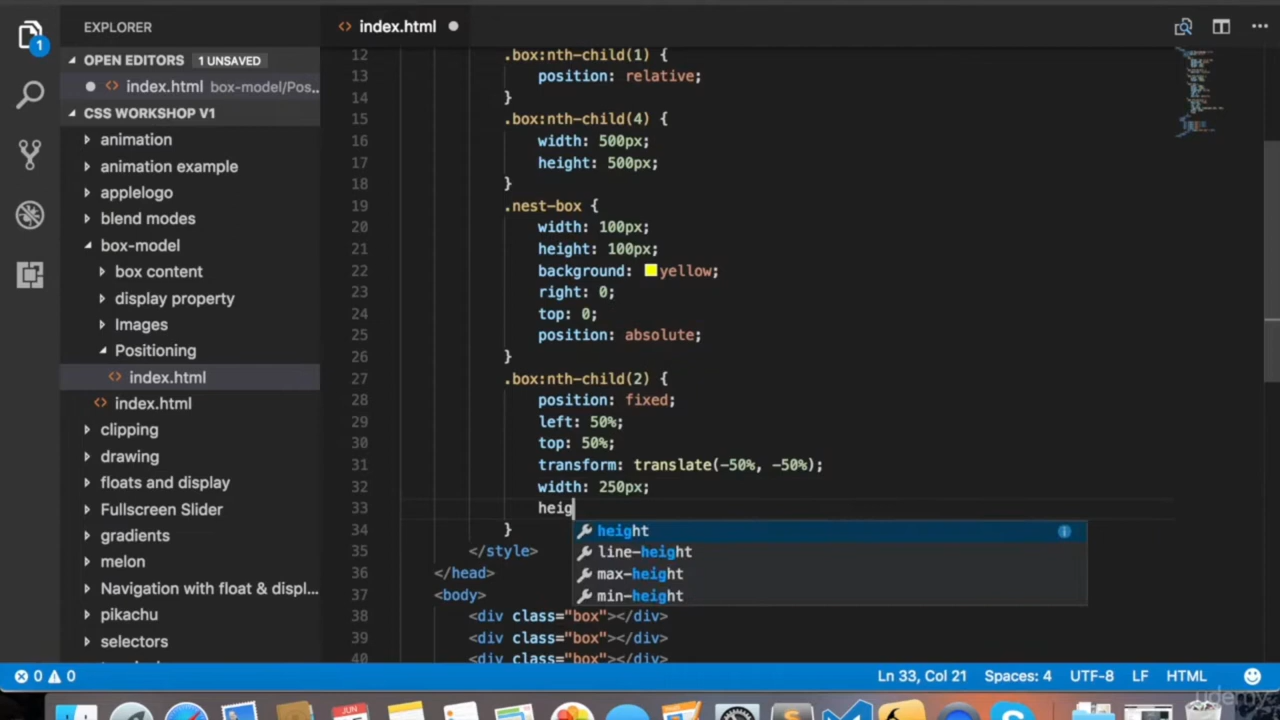 EXPLORER
index.html
1
OPEN EDITORS 1 UNSAVED
index.html box-model/Pos...
CSS WORKSHOP V1
animation
animation example
applelogo
blend modes
box-model
box content
display property
Images
Positioning
index.html
index.html
clipping
drawing
floats and display
Fullscreen Slider
gradients
melon
Navigation with float & displ...
pikachu
selectors
12 .box:nth-child(1) {
13 position: relative;
14 }
15 .box:nth-child(4) {
16 width: 500px;
17 height: 500px;
18 }
19 .nest-box {
20 width: 100px;
21 height: 100px;
22 background: yellow;
23 right: 0;
24 top: 0;
25 position: absolute;
26 }
27 .box:nth-child(2) {
28 position: fixed;
29 left: 50%;
30 top: 50%;
31 transform: translate(-50%, -50%);
32 width: 250px;
33 heig
height
34 }
line-height
35 </style>
max-height
36 </head>
min-height
37 <body>
38 <div class="box"></div>
39 <div class="box"></div>
40 <div class="box"></div>
0 0
Ln 33, Col 21 Spaces: 4 UTF-8 LF HTML
udemy
JUN